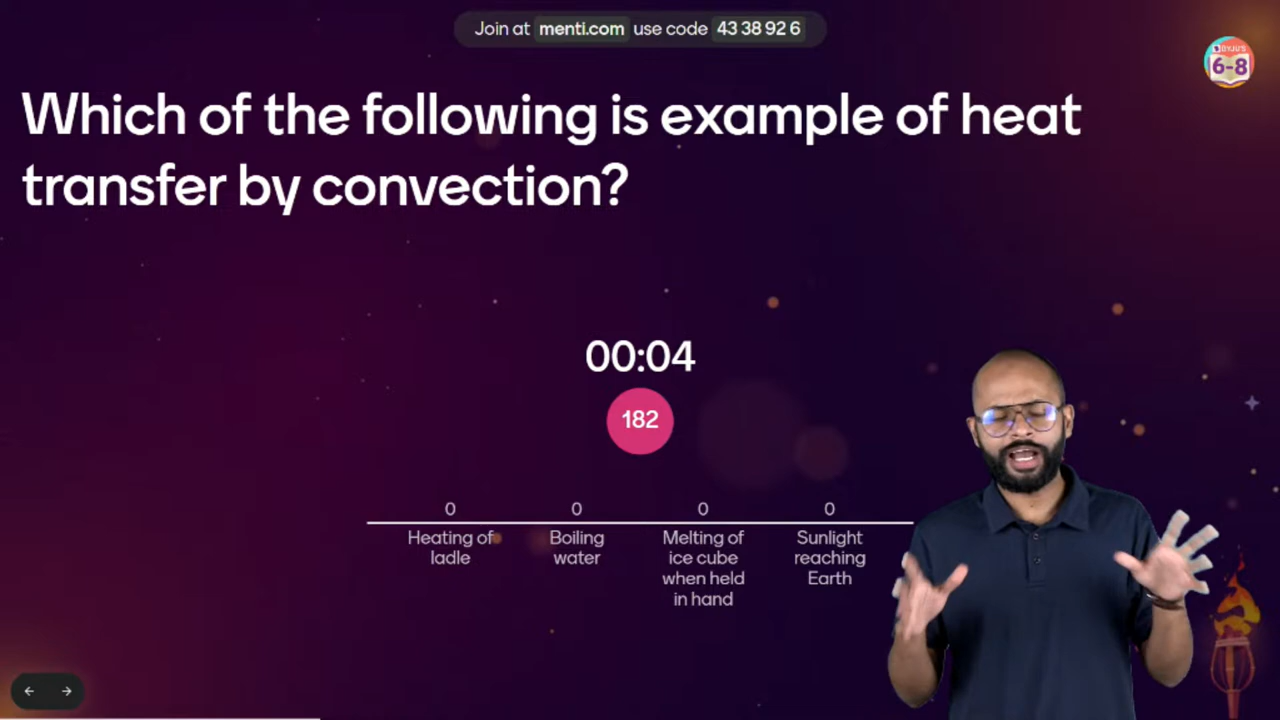 Join at menti.com use code 43 38 92 6
BYJU'S
6-8
Which of the following is example of heat
transfer by convection?
00:04
182
0 0 0 0
Heating of ladle
Boiling water
Melting of ice cube when held in hand
Sunlight reaching Earth